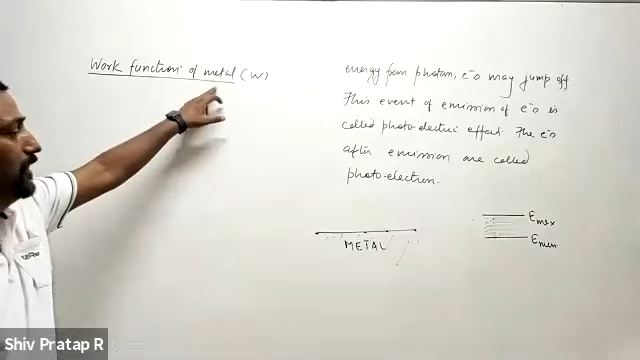 Work function of metal (W)
energy from photon, e⁻s may jump off
This event of emission of e⁻s is
called photo-electric effect. The e⁻s
after emission are called
photo-electron.
METAL
Emax
Emin
Shiv Pratap R